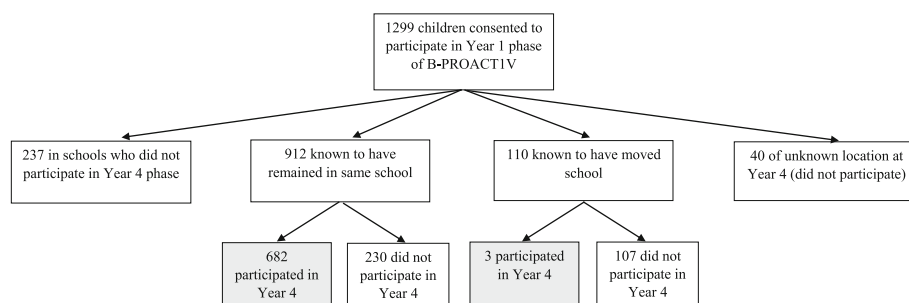 1299 children consented to
participate in Year 1 phase
of B-PROACT1V
237 in schools who did not
participate in Year 4 phase
912 known to have
remained in same school
110 known to have moved
school
40 of unknown location at
Year 4 (did not participate)
682
participated in
Year 4
230 did not
participate in
Year 4
3 participated
in Year 4
107 did not
participate in
Year 4